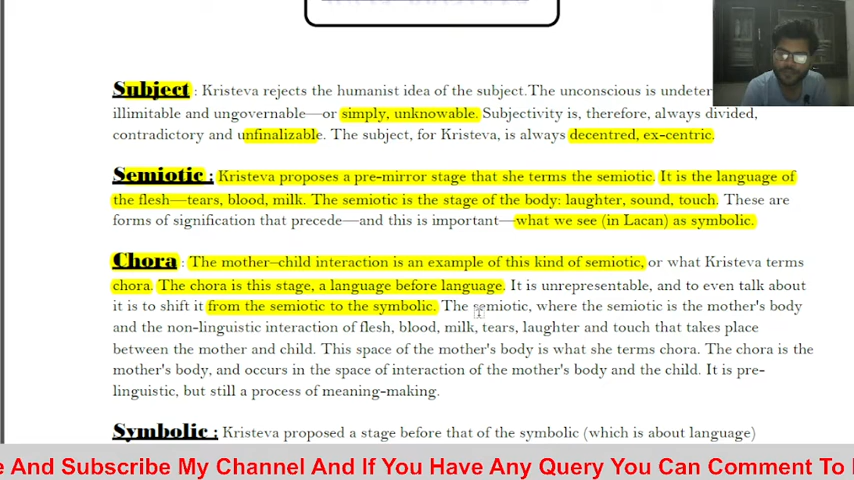 Subject : Kristeva rejects the humanist idea of the subject.The unconscious is
illimitable and ungovernable—or simply, unknowable. Subjectivity is, therefore, always divided,
contradictory and unfinalizable. The subject, for Kristeva, is always decentred, ex-centric.
Semiotic : Kristeva proposes a pre-mirror stage that she terms the semiotic. It is the language of
the flesh—tears, blood, milk. The semiotic is the stage of the body: laughter, sound, touch. These are
forms of signification that precede—and this is important—what we see (in Lacan) as symbolic.
Chora : The mother–child interaction is an example of this kind of semiotic, or what Kristeva terms
chora. The chora is this stage, a language before language. It is unrepresentable, and to even talk about
it is to shift it from the semiotic to the symbolic. The semiotic, where the semiotic is the mother's body
and the non-linguistic interaction of flesh, blood, milk, tears, laughter and touch that takes place
between the mother and child. This space of the mother's body is what she terms chora. The chora is the
mother's body, and occurs in the space of interaction of the mother's body and the child. It is pre-
linguistic, but still a process of meaning-making.
Symbolic : Kristeva proposed a stage before that of the symbolic (which is about language)
e And Subscribe My Channel And If You Have Any Query You Can Comment To